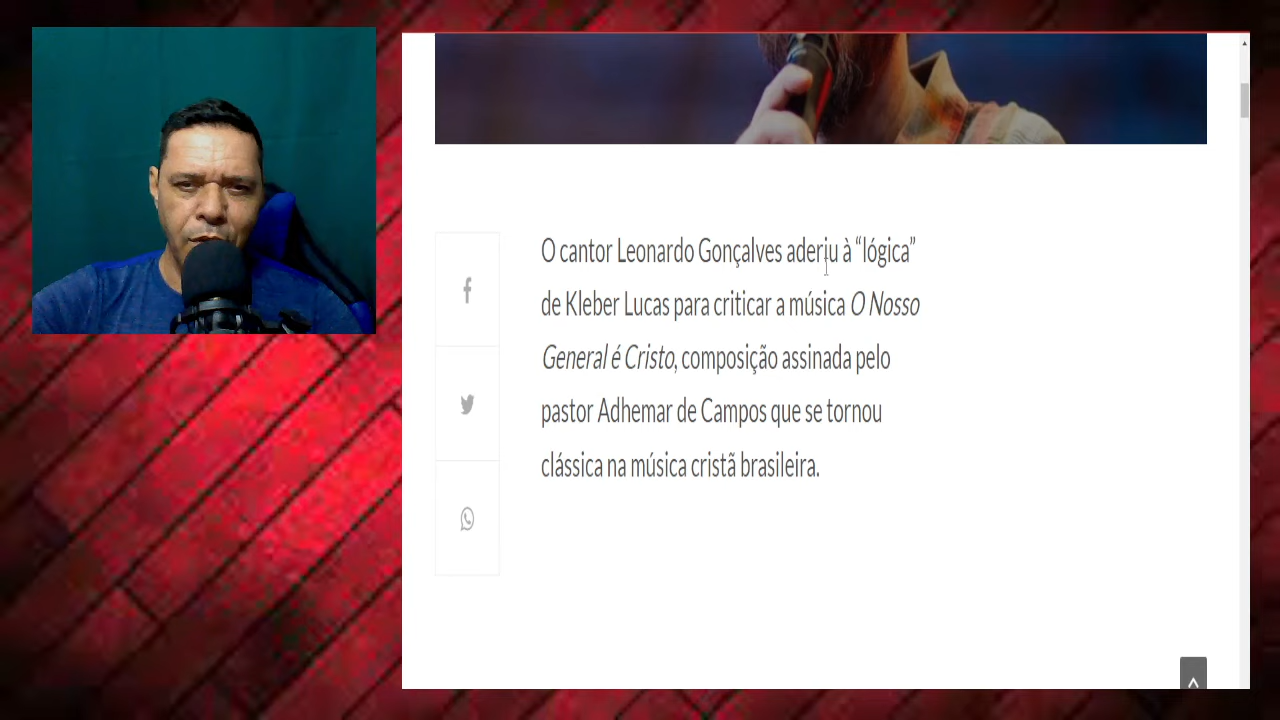 O cantor Leonardo Gonçalves aderiu à “lógica”
de Kleber Lucas para criticar a música O Nosso
General é Cristo, composição assinada pelo
pastor Adhemar de Campos que se tornou
clássica na música cristã brasileira.